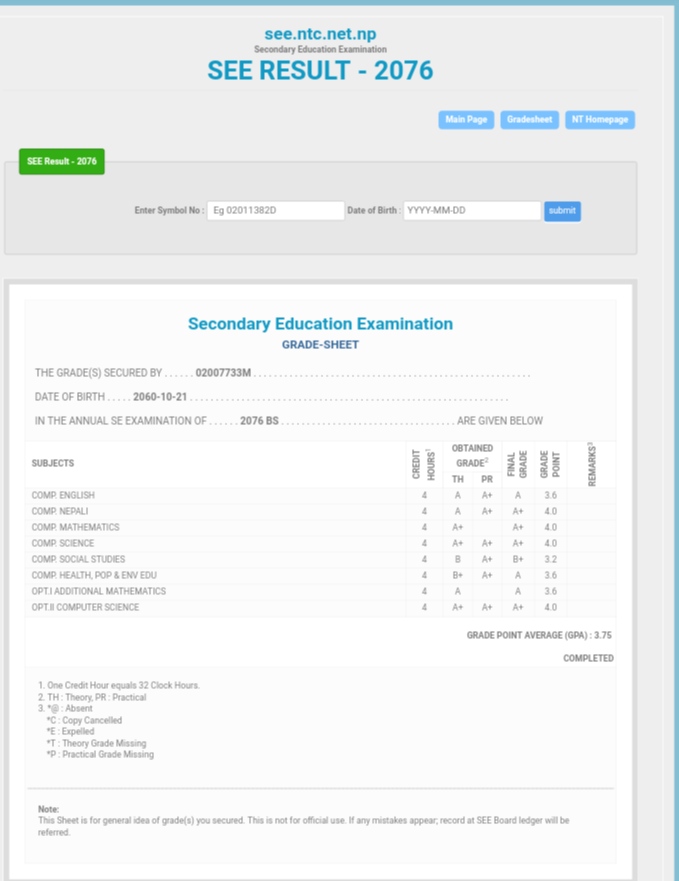 see.ntc.net.np
Secondary Education Examination
SEE RESULT - 2076
Main Page Gradesheet NT Homepage
SEE Result - 2076
Enter Symbol No : Eg 02011382D Date of Birth : YYYY-MM-DD submit
Secondary Education Examination
GRADE-SHEET
THE GRADE(S) SECURED BY . . . . . . 02007733M . . . . . . . . . . . . . . . . . . . . . . . . . . . . . . . . . . . . . . . . . . . . . . . . . . . . . . .
DATE OF BIRTH . . . . . 2060-10-21 . . . . . . . . . . . . . . . . . . . . . . . . . . . . . . . . . . . . . . . . . . . . . . . . . . . . . . . . . . . . . .
IN THE ANNUAL SE EXAMINATION OF . . . . . . 2076 BS . . . . . . . . . . . . . . . . . . . . . . . . . . . . . . . . . . ARE GIVEN BELOW
SUBJECTS CREDIT HOURS1 OBTAINED GRADE2 FINAL GRADE GRADE POINT REMARKS3
TH PR
COMP. ENGLISH 4 A A+ A 3.6
COMP. NEPALI 4 A A+ A+ 4.0
COMP. MATHEMATICS 4 A+ A+ 4.0
COMP. SCIENCE 4 A+ A+ A+ 4.0
COMP. SOCIAL STUDIES 4 B A+ B+ 3.2
COMP. HEALTH, POP & ENV EDU 4 B+ A+ A 3.6
OPT.I ADDITIONAL MATHEMATICS 4 A A 3.6
OPT.II COMPUTER SCIENCE 4 A+ A+ A+ 4.0
GRADE POINT AVERAGE (GPA) : 3.75
COMPLETED
1. One Credit Hour equals 32 Clock Hours.
2. TH : Theory, PR : Practical
3. *@ : Absent
*C : Copy Cancelled
*E : Expelled
*T : Theory Grade Missing
*P : Practical Grade Missing
Note:
This Sheet is for general idea of grade(s) you secured. This is not for official use. If any mistakes appear; record at SEE Board ledger will be
referred.